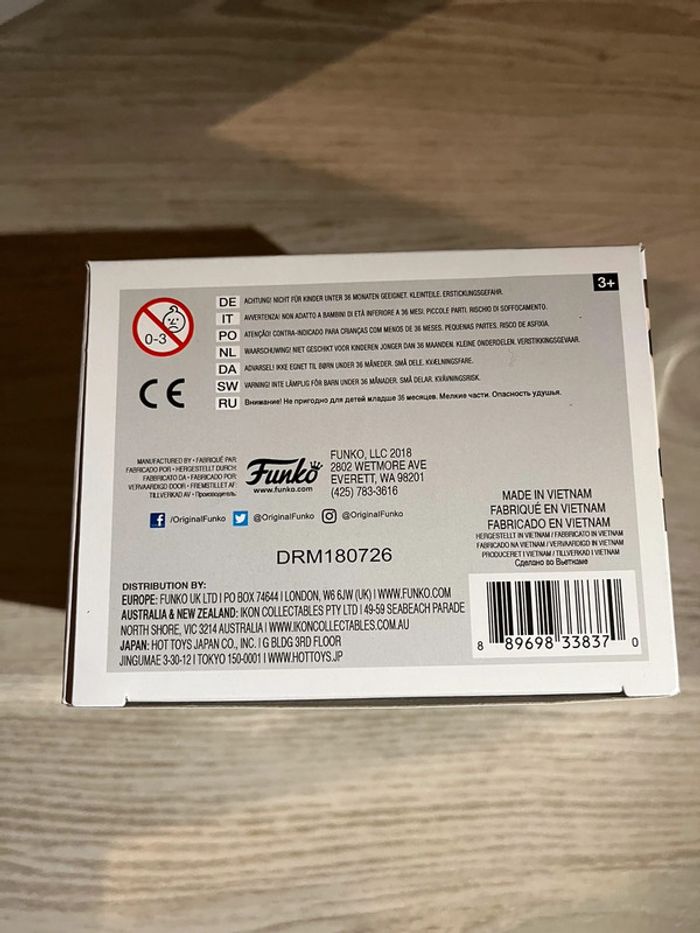 3+
0-3
DE ACHTUNG! NICHT FÜR KINDER UNTER 36 MONATEN GEEIGNET. KLEINTEILE. ERSTICKUNGSGEFAHR.
IT AVVERTENZA! NON ADATTO A BAMBINI DI ETÀ INFERIORE A 36 MESI. PICCOLE PARTI. RISCHIO DI SOFFOCAMENTO.
PO ATENÇÃO! CONTRA-INDICADO PARA CRIANÇAS COM MENOS DE 36 MESES. PEQUENAS PARTES. RISCO DE ASFIXIA.
NL WAARSCHUWING! NIET GESCHIKT VOOR KINDEREN JONGER DAN 36 MAANDEN. KLEINE ONDERDELEN. VERSTIKKINGSGEVAAR.
DA ADVARSEL! IKKE EGNET TIL BØRN UNDER 36 MÅNEDER. SMÅ DELE. KVÆLNINGSFARE.
SW VARNING! INTE LÄMPLIG FÖR BARN UNDER 36 MÅNADER. SMÅ DELAR. KVÄVNINGSRISK.
RU Внимание! Не пригодно для детей младше 36 месяцев. Мелкие части. Опасность удушья.
CE
MANUFACTURED BY • FABRIQUÉ PAR
FABRICADO POR • HERGESTELLT DURCH
FABBRICATO DA • FABRICADO POR
VERVAARDIGD DOOR • FREMSTILLET AF
TILLVERKAD AV • Производитель
Funko
www.funko.com
FUNKO, LLC 2018
2802 WETMORE AVE
EVERETT, WA 98201
(425) 783-3616
/OriginalFunko @OriginalFunko @OriginalFunko
DRM180726
MADE IN VIETNAM
FABRIQUÉ EN VIETNAM
FABRICADO EN VIETNAM
HERGESTELLT IN VIETNAM / FABBRICATO IN VIETNAM
FABRICADO NA VIETNAM / VERVAARDIGD IN VIETNAM
PRODUCERET I VIETNAM / TILLVERKAD I VIETNAM
Сделано во Вьетнаме
DISTRIBUTION BY:
EUROPE: FUNKO UK LTD | PO BOX 74644 | LONDON, W6 6JW (UK) | WWW.FUNKO.COM
AUSTRALIA & NEW ZEALAND: IKON COLLECTABLES PTY LTD | 49-59 SEABEACH PARADE
NORTH SHORE, VIC 3214 AUSTRALIA | WWW.IKONCOLLECTABLES.COM.AU
JAPAN: HOT TOYS JAPAN CO., INC. | G BLDG 3RD FLOOR
JINGUMAE 3-30-12 | TOKYO 150-0001 | WWW.HOTTOYS.JP
8 89698 33837 0